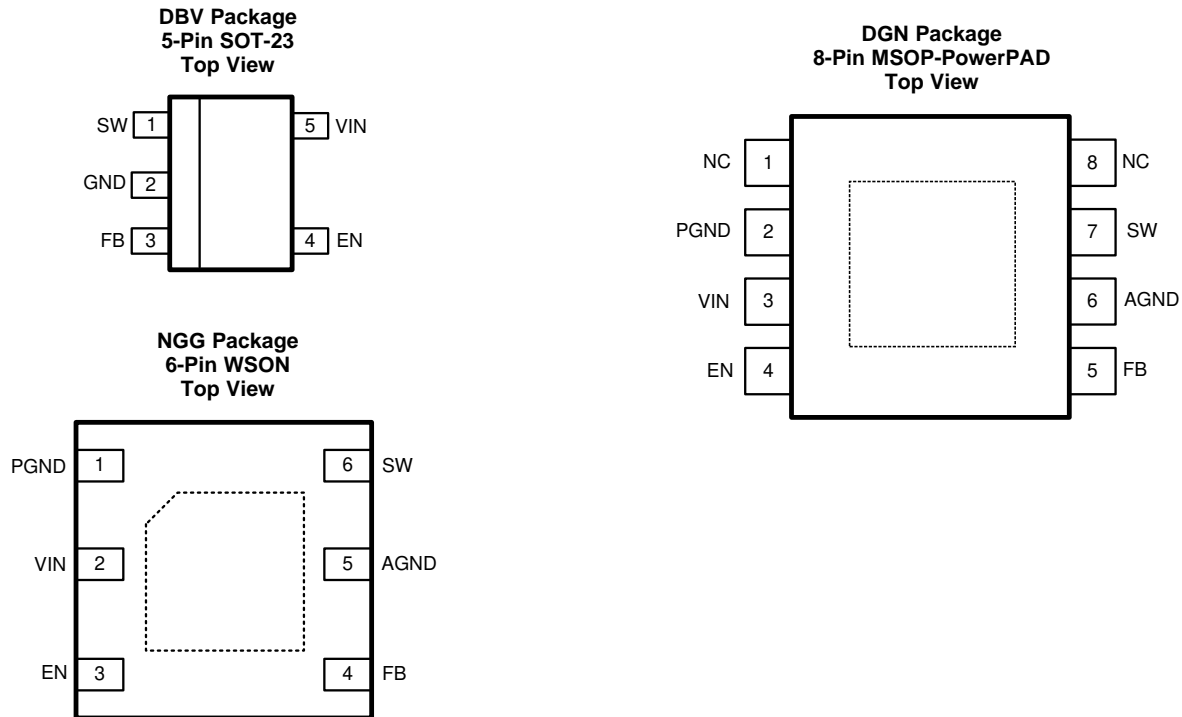 DBV Package
5-Pin SOT-23
Top View
SW 1 5 VIN
GND 2
FB 3 4 EN
NGG Package
6-Pin WSON
Top View
PGND 1 6 SW
VIN 2 5 AGND
EN 3 4 FB
DGN Package
8-Pin MSOP-PowerPAD
Top View
NC 1 8 NC
PGND 2 7 SW
VIN 3 6 AGND
EN 4 5 FB